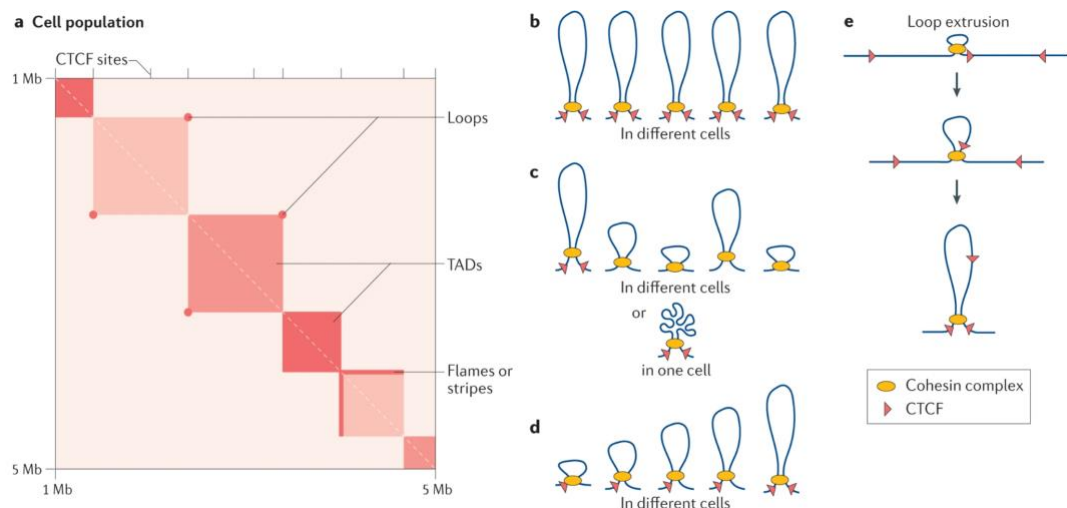 a Cell population
CTCF sites
1 Mb
Loops
TADs
Flames or
stripes
5 Mb
1 Mb
5 Mb
b
In different cells
c
In different cells
or
in one cell
d
In different cells
e
Loop extrusion
Cohesin complex
CTCF